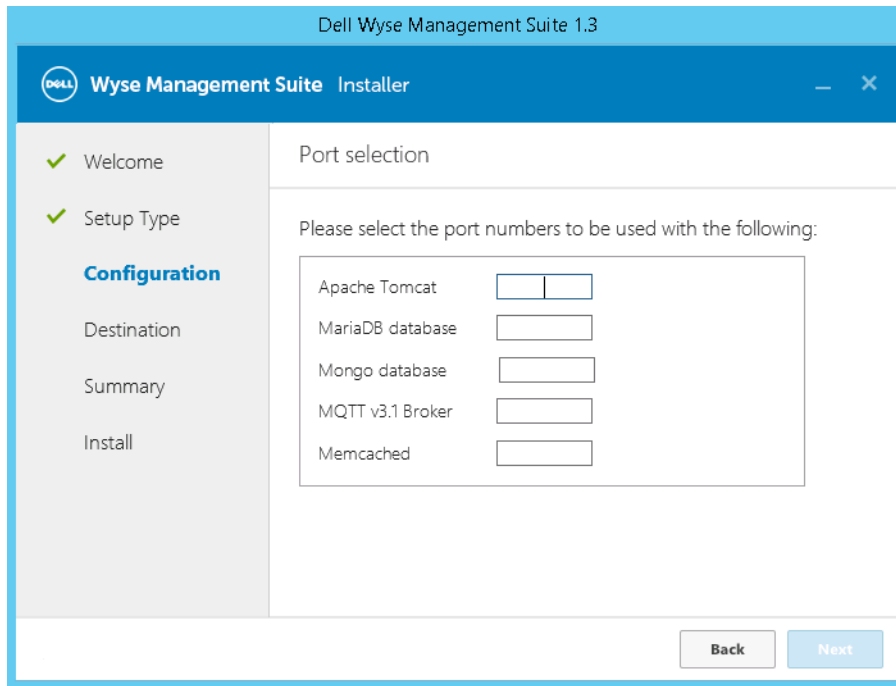 Dell Wyse Management Suite 1.3
DELL Wyse Management Suite Installer
Welcome
Setup Type
Configuration
Destination
Summary
Install
Port selection
Please select the port numbers to be used with the following:
Apache Tomcat
MariaDB database
Mongo database
MQTT v3.1 Broker
Memcached
Back Next